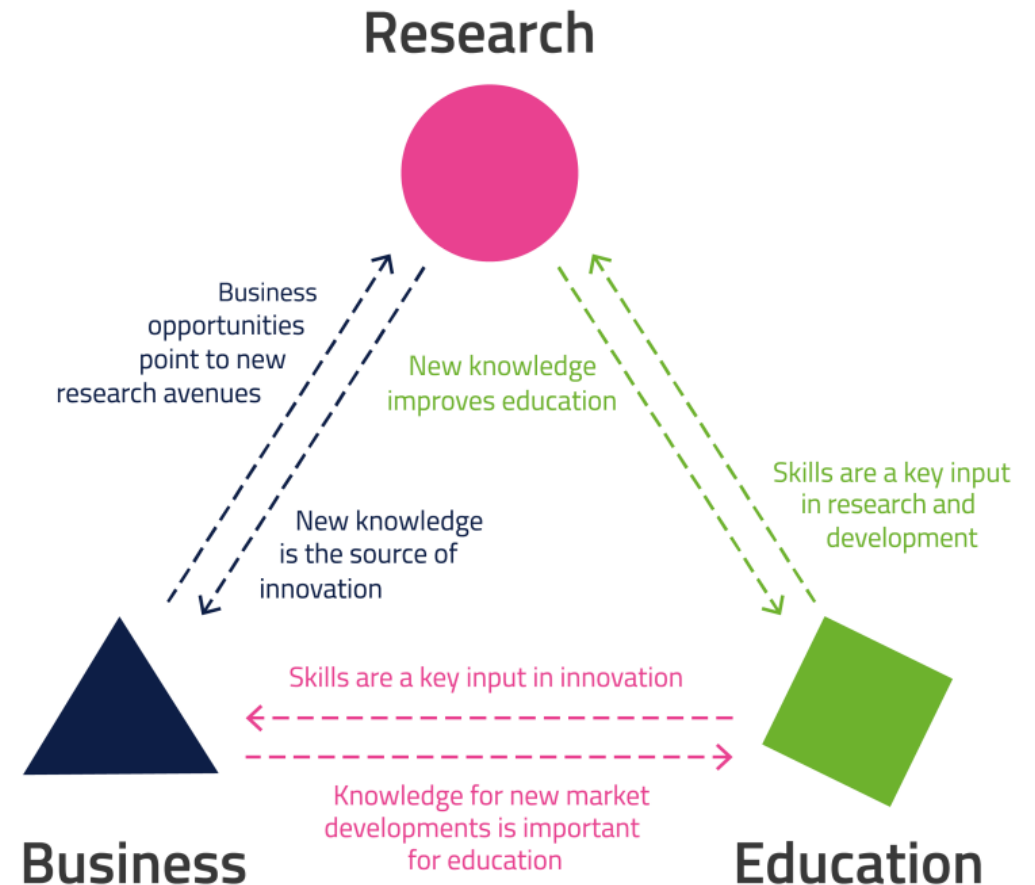 Research
Business
opportunities
point to new
research avenues
New knowledge
improves education
Skills are a key input
in research and
development
New knowledge
is the source of
innovation
Skills are a key input in innovation
Knowledge for new market
developments is important
for education
Business
Education